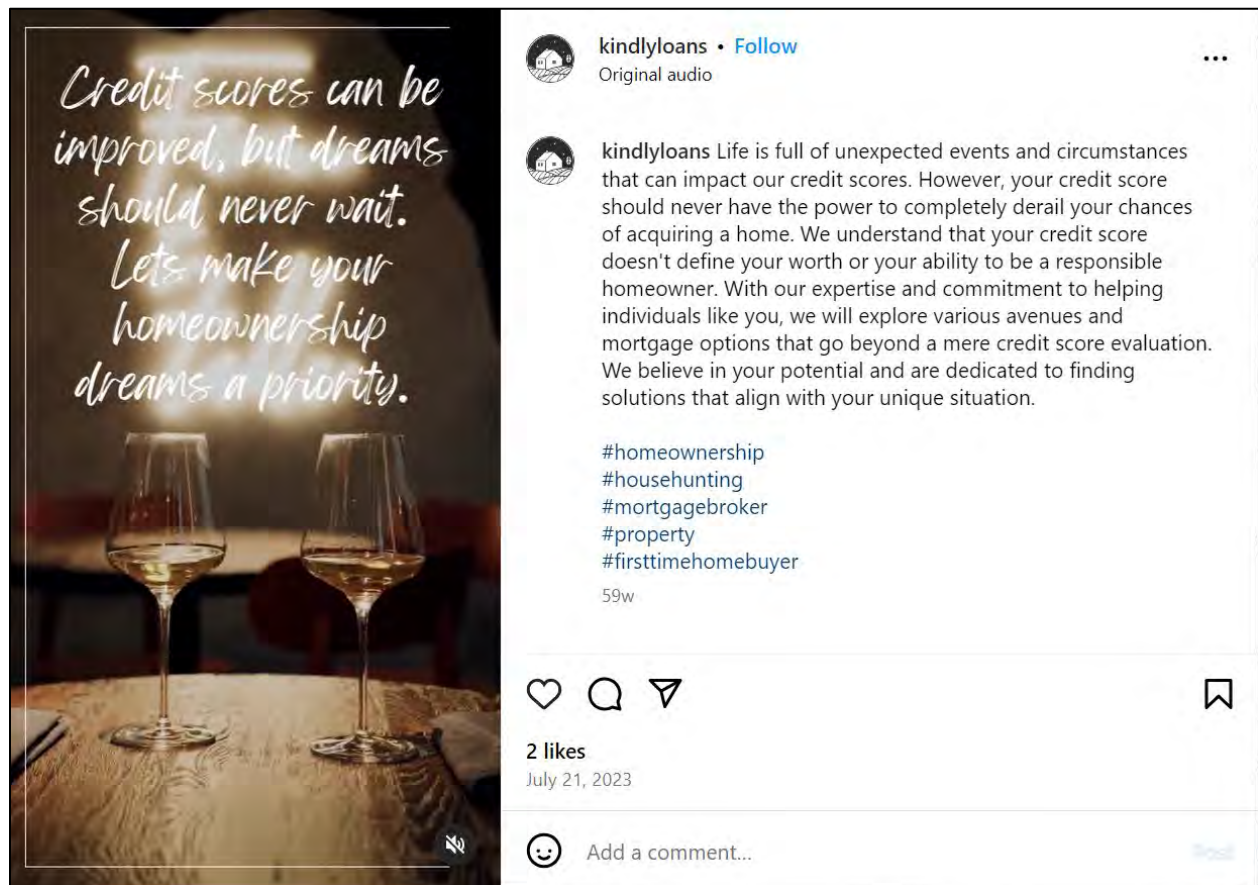 Credit scores can be
improved, but dreams
should never wait.
Lets make your
homeownership
dreams a priority.
kindlyloans • Follow
Original audio
kindlyloans Life is full of unexpected events and circumstances
that can impact our credit scores. However, your credit score
should never have the power to completely derail your chances
of acquiring a home. We understand that your credit score
doesn't define your worth or your ability to be a responsible
homeowner. With our expertise and commitment to helping
individuals like you, we will explore various avenues and
mortgage options that go beyond a mere credit score evaluation.
We believe in your potential and are dedicated to finding
solutions that align with your unique situation.
#homeownership
#househunting
#mortgagebroker
#property
#firsttimehomebuyer
59w
2 likes
July 21, 2023
Add a comment...
Post